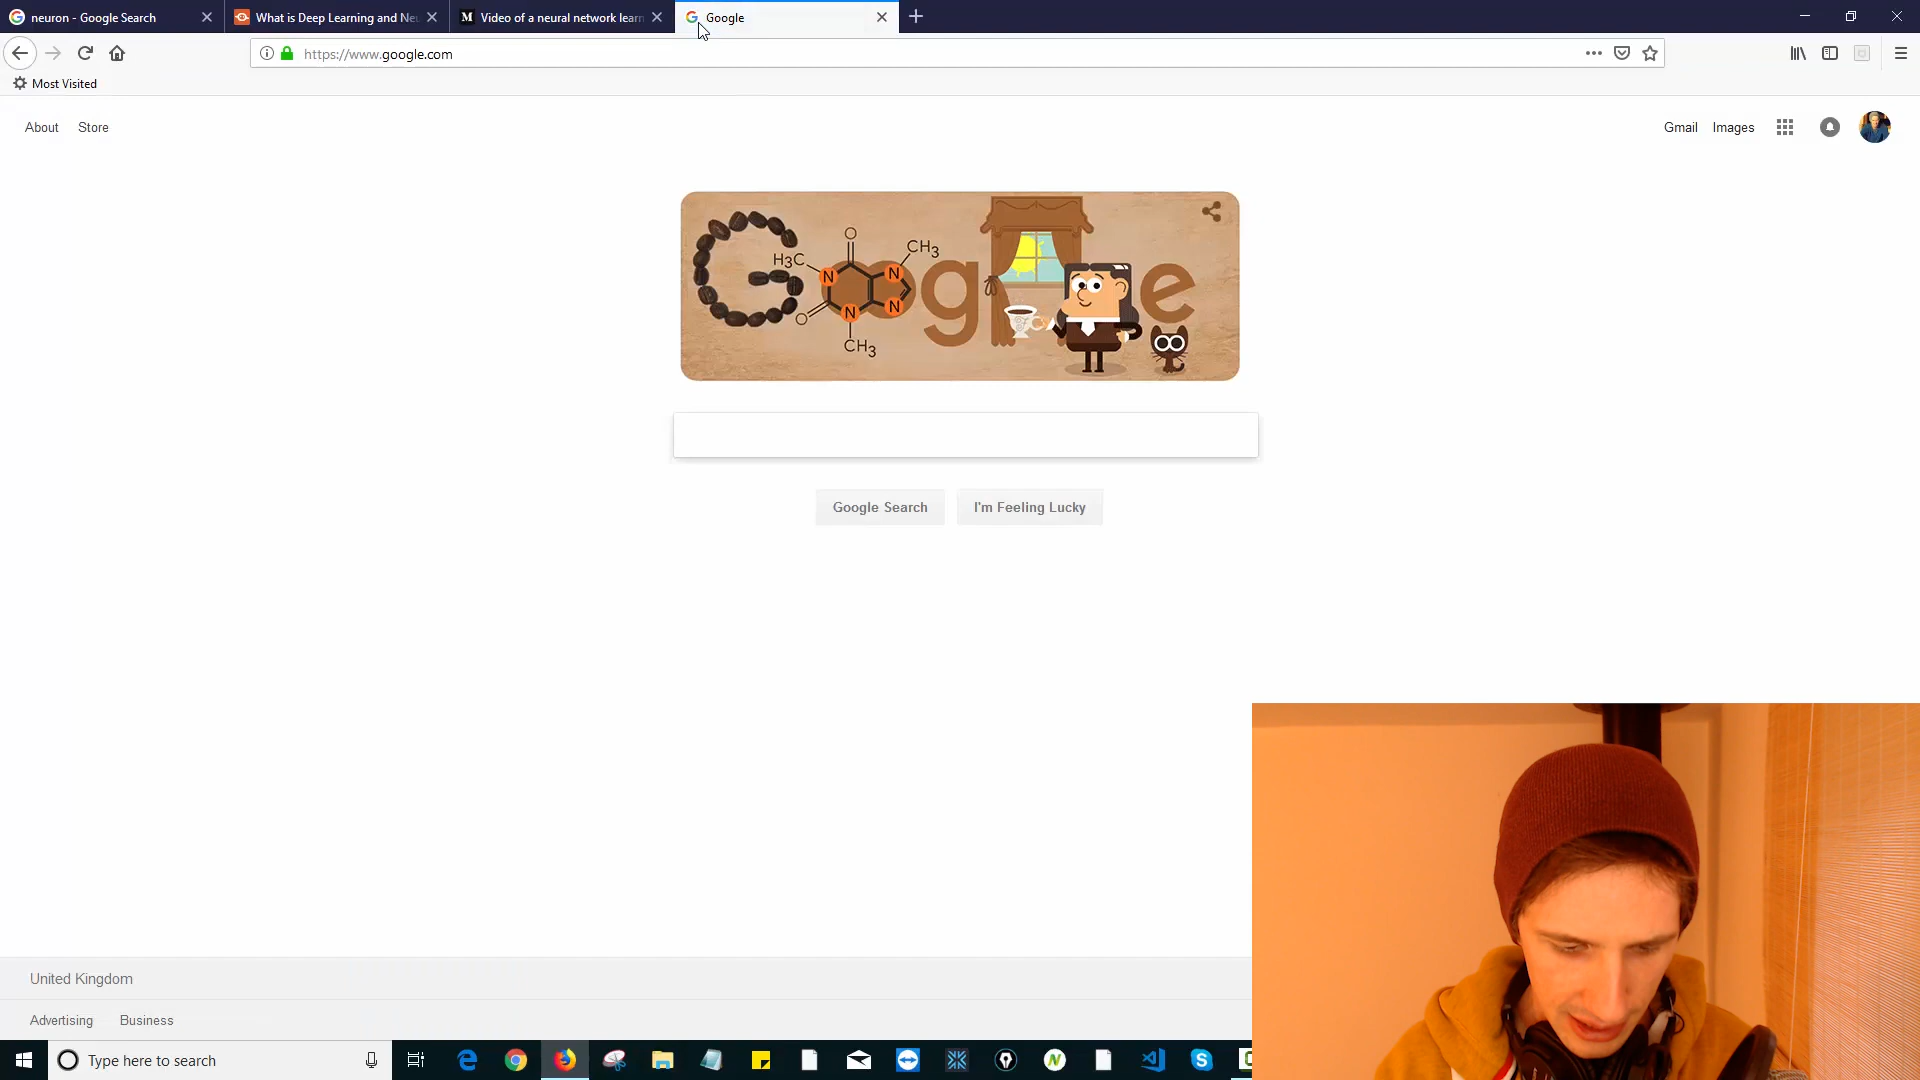 neuron - Google Search
What is Deep Learning and Ne
Video of a neural network learn
Google
https://www.google.com
Most Visited
About
Store
Gmail
Images
H3C
O
CH3
N
N
N
N
O
CH3
g
e
Google Search
I'm Feeling Lucky
United Kingdom
Advertising
Business
Type here to search